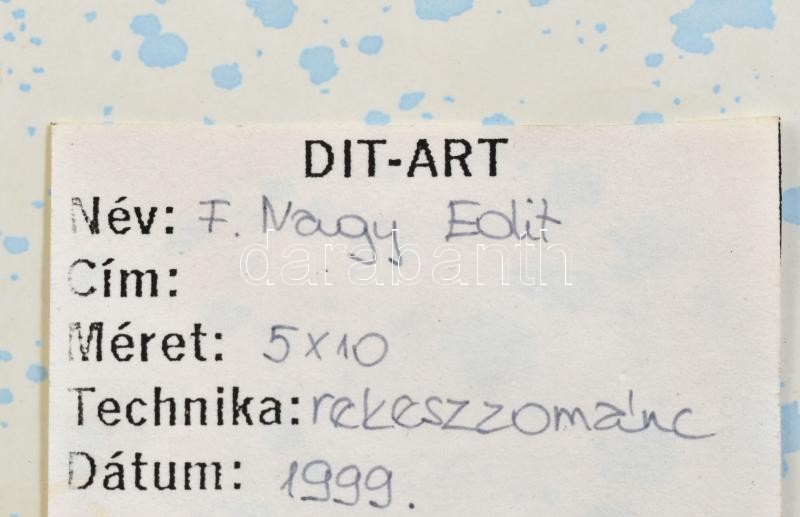 DIT-ART
Név: F. Nagy Edit
darabanth
Cím:
Méret: 5x10
Technika: rekeszzománc
Dátum: 1999.